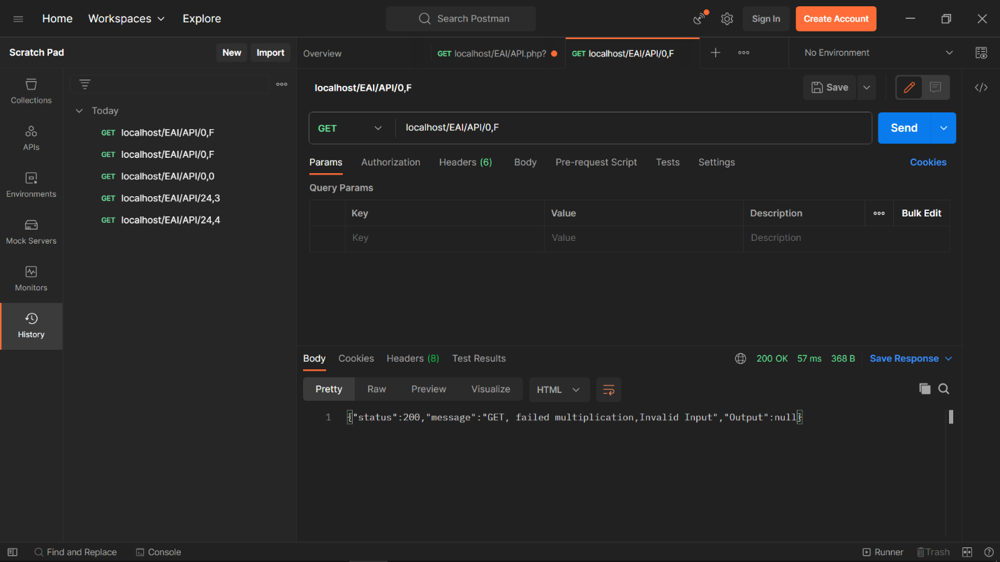 Home Workspaces Explore Search Postman Sign In Create Account
Scratch Pad New Import Overview GET localhost/EAI/API.php? GET localhost/EAI/API/0,F No Environment
Collections
APIs
Environments
Mock Servers
Monitors
History
Today
GET localhost/EAI/API/0,F
GET localhost/EAI/API/0,F
GET localhost/EAI/API/0,0
GET localhost/EAI/API/24,3
GET localhost/EAI/API/24,4
localhost/EAI/API/0,F Save
GET localhost/EAI/API/0,F Send
Params Authorization Headers (6) Body Pre-request Script Tests Settings Cookies
Query Params
Key Value Description Bulk Edit
Key Value Description
Body Cookies Headers (8) Test Results 200 OK 57 ms 368 B Save Response
Pretty Raw Preview Visualize HTML
1 {"status":200,"message":"GET, failed multiplication,Invalid Input","Output":null}
Find and Replace Console Runner Trash